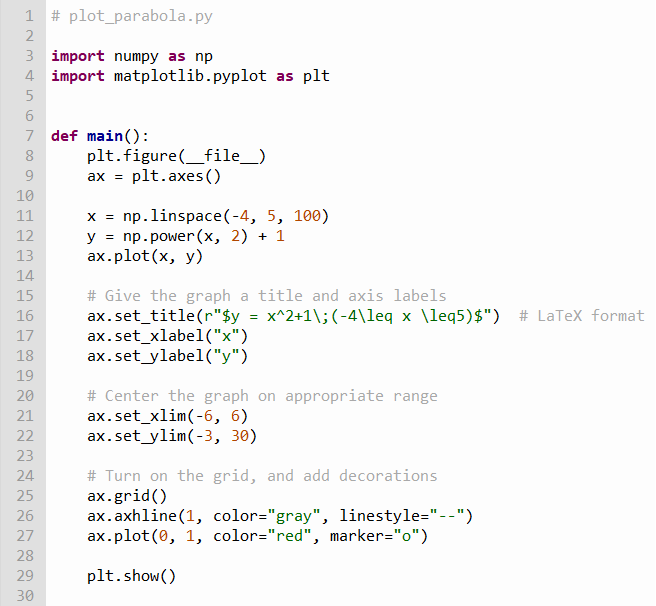 1 # plot_parabola.py
2
3 import numpy as np
4 import matplotlib.pyplot as plt
5
6
7 def main():
8     plt.figure(__file__)
9     ax = plt.axes()
10
11     x = np.linspace(-4, 5, 100)
12     y = np.power(x, 2) + 1
13     ax.plot(x, y)
14
15     # Give the graph a title and axis labels
16     ax.set_title(r"$y = x^2+1\;(-4\leq x \leq5)$")  # LaTeX format
17     ax.set_xlabel("x")
18     ax.set_ylabel("y")
19
20     # Center the graph on appropriate range
21     ax.set_xlim(-6, 6)
22     ax.set_ylim(-3, 30)
23
24     # Turn on the grid, and add decorations
25     ax.grid()
26     ax.axhline(1, color="gray", linestyle="--")
27     ax.plot(0, 1, color="red", marker="o")
28
29     plt.show()
30